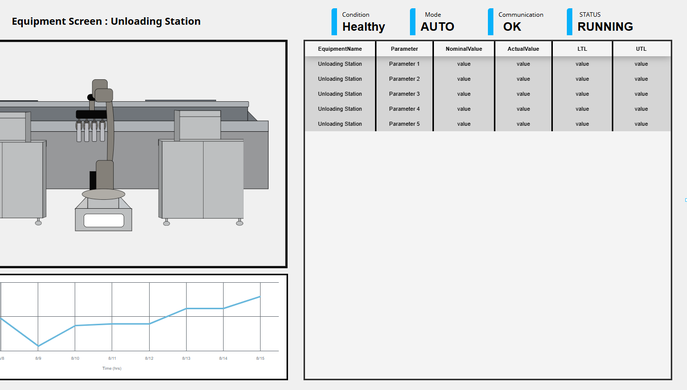 Equipment Screen : Unloading Station
Condition
Healthy
Mode
AUTO
Communication
OK
STATUS
RUNNING
EquipmentName Parameter NominalValue ActualValue LTL UTL
Unloading Station Parameter 1 value value value value
Unloading Station Parameter 2 value value value value
Unloading Station Parameter 3 value value value value
Unloading Station Parameter 4 value value value value
Unloading Station Parameter 5 value value value value
8/9 8/10 8/11 8/12 8/13 8/14 8/15
Time (hrs)